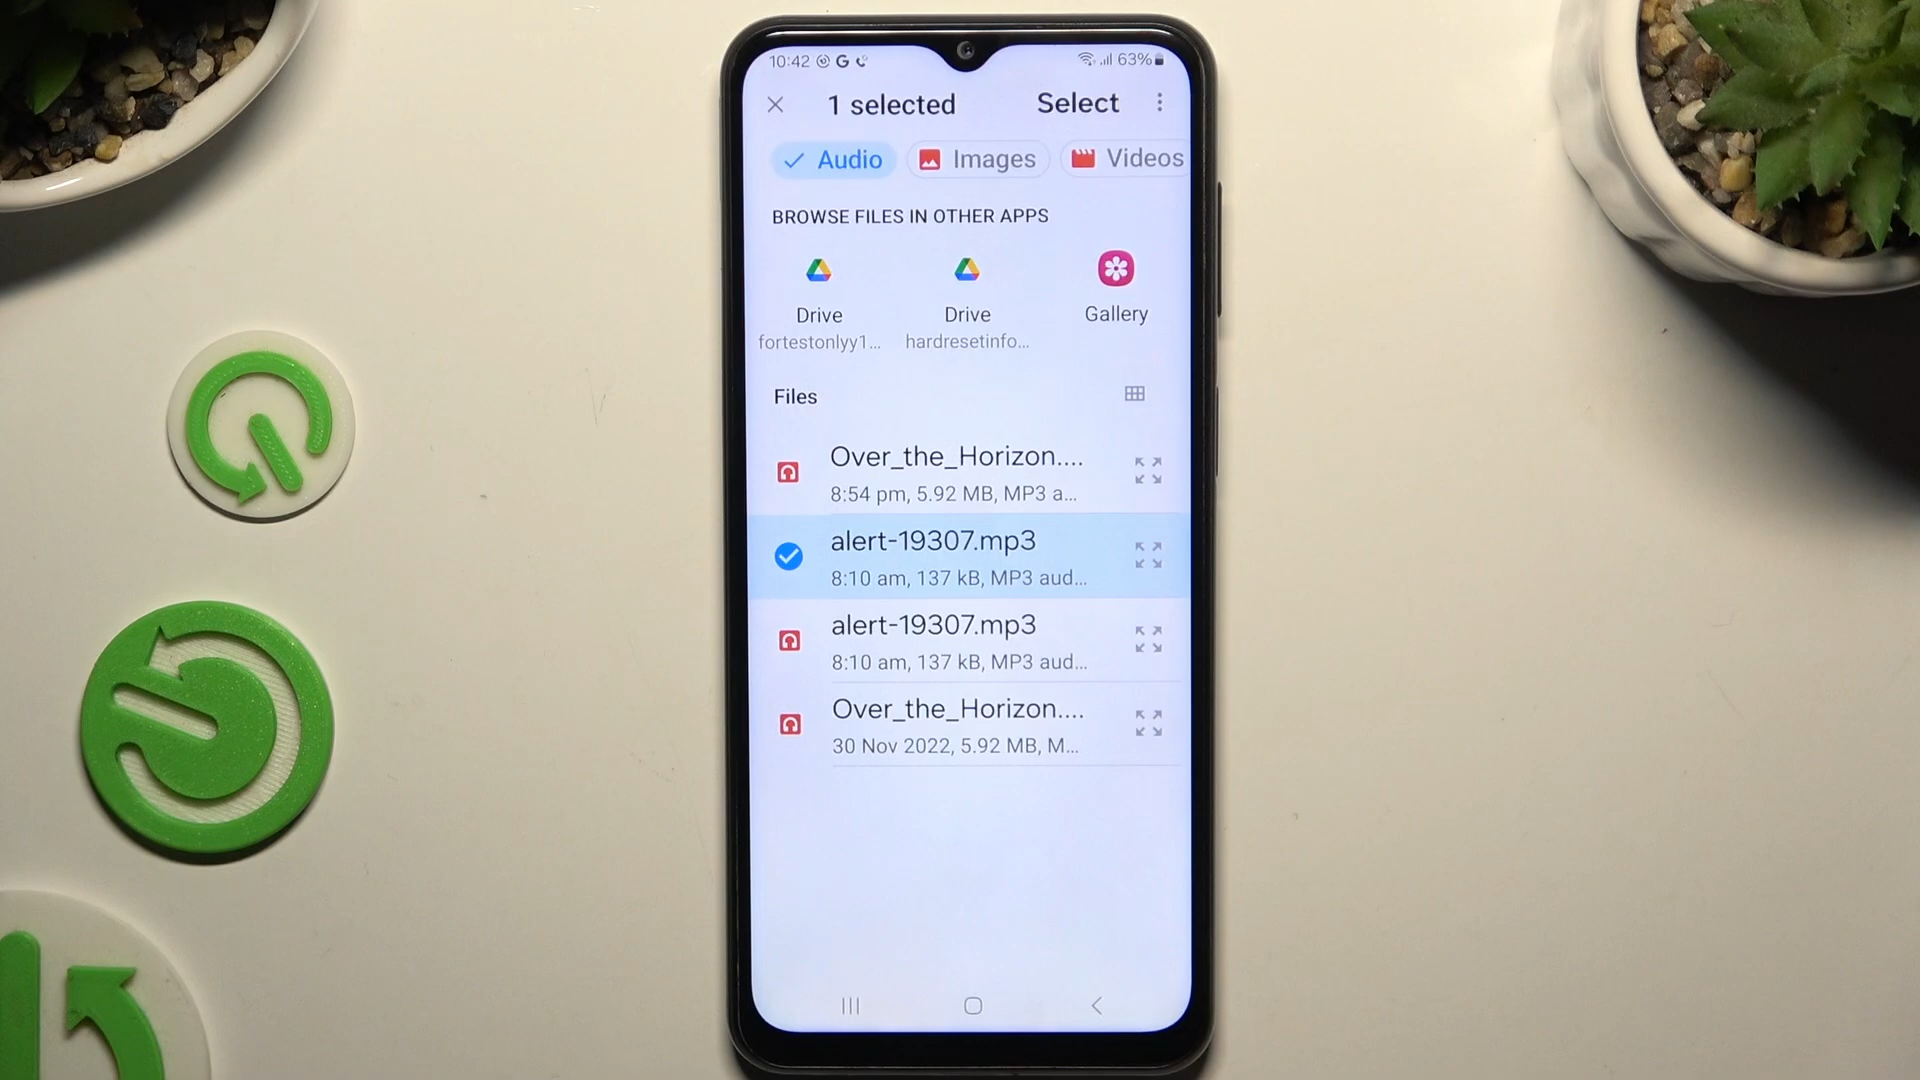 10:42 63%
1 selected Select
Audio Images Videos
BROWSE FILES IN OTHER APPS
Drive Drive Gallery
fortestonlyy1... hardresetinfo...
Files
Over_the_Horizon....
8:54 pm, 5.92 MB, MP3 a...
alert-19307.mp3
8:10 am, 137 kB, MP3 aud...
alert-19307.mp3
8:10 am, 137 kB, MP3 aud...
Over_the_Horizon....
30 Nov 2022, 5.92 MB, M...